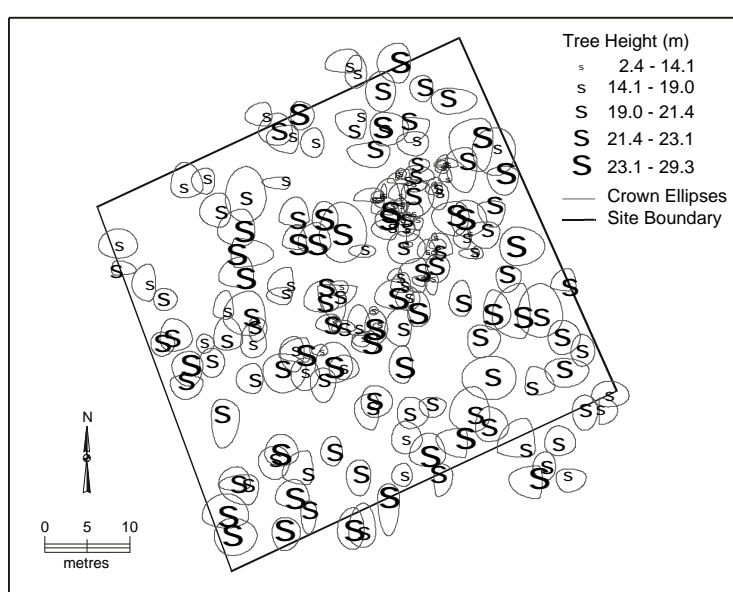 Tree Height (m)
s 2.4 - 14.1
s 14.1 - 19.0
S 19.0 - 21.4
S 21.4 - 23.1
S 23.1 - 29.3
Crown Ellipses
Site Boundary
N
0 5 10
metres